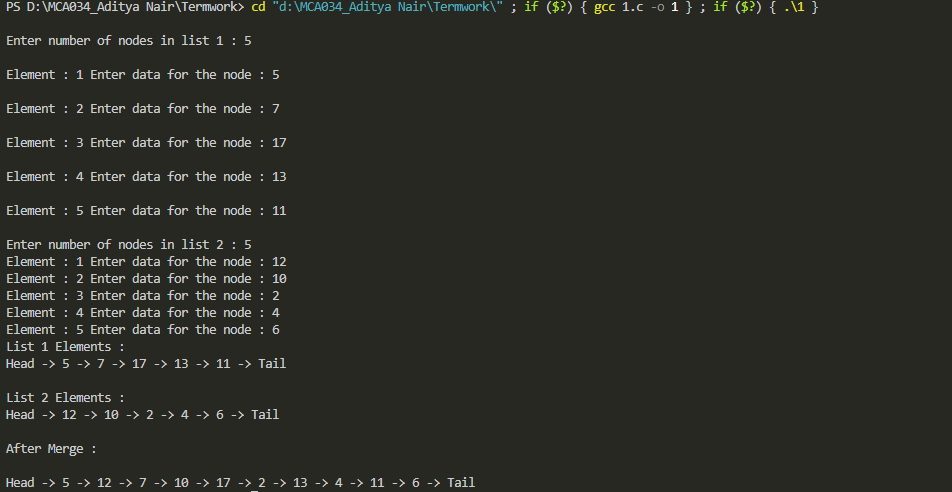 PS D:\MCA034_Aditya Nair\Termwork> cd "d:\MCA034_Aditya Nair\Termwork\" ; if ($?) { gcc 1.c -o 1 } ; if ($?) { .\1 }
Enter number of nodes in list 1 : 5
Element : 1 Enter data for the node : 5
Element : 2 Enter data for the node : 7
Element : 3 Enter data for the node : 17
Element : 4 Enter data for the node : 13
Element : 5 Enter data for the node : 11
Enter number of nodes in list 2 : 5
Element : 1 Enter data for the node : 12
Element : 2 Enter data for the node : 10
Element : 3 Enter data for the node : 2
Element : 4 Enter data for the node : 4
Element : 5 Enter data for the node : 6
List 1 Elements :
Head -> 5 -> 7 -> 17 -> 13 -> 11 -> Tail
List 2 Elements :
Head -> 12 -> 10 -> 2 -> 4 -> 6 -> Tail
After Merge :
Head -> 5 -> 12 -> 7 -> 10 -> 17 -> 2 -> 13 -> 4 -> 11 -> 6 -> Tail